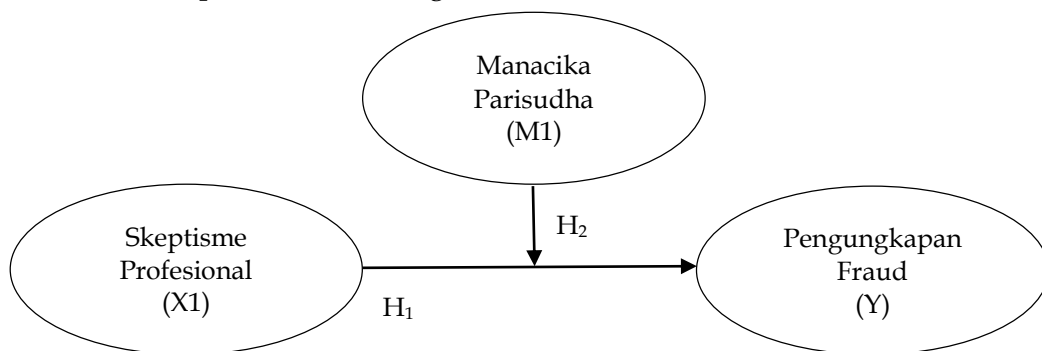 Manacika
Parisudha
(M1)
H₂
Skeptisme
Profesional
(X1)
Pengungkapan
Fraud
(Y)
H₁